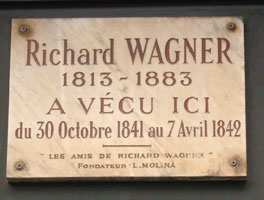 Richard WAGNER
1813-1883
A VÉCU ICI
du 30 Octobre 1841 au 7 Avril 1842
"LES AMIS DE RICHARD WAGNER"
FONDATEUR: L.MOLINA